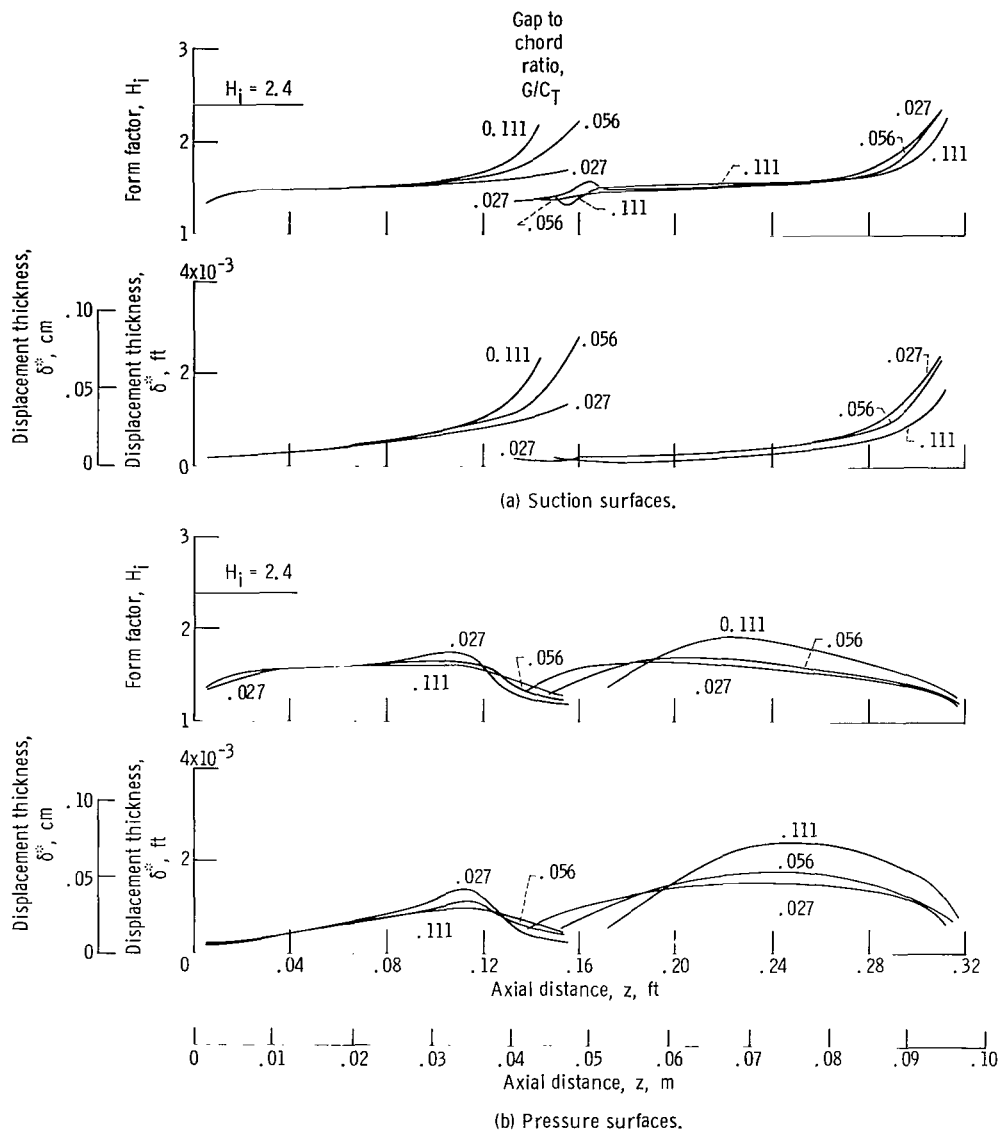 Gap to
chord
ratio,
G/C_T
3
2
1
Form factor, H_i
H_i = 2.4
0.111
.056
.027
.027
.056
.111
.111
.027
.056
.111
Displacement thickness,
δ*, cm
.10
.05
0
Displacement thickness,
δ*, ft
4x10⁻³
2
0
0.111
.056
.027
.027
.027
.056
.111
(a) Suction surfaces.
3
2
1
Form factor, H_i
H_i = 2.4
.027
.027
.111
.056
0.111
.056
.027
Displacement thickness,
δ*, cm
.10
.05
0
Displacement thickness,
δ*, ft
4x10⁻³
2
.027
.056
.111
.111
.056
.027
0 .04 .08 .12 .16 .20 .24 .28 .32
Axial distance, z, ft
0 .01 .02 .03 .04 .05 .06 .07 .08 .09 .10
Axial distance, z, m
(b) Pressure surfaces.